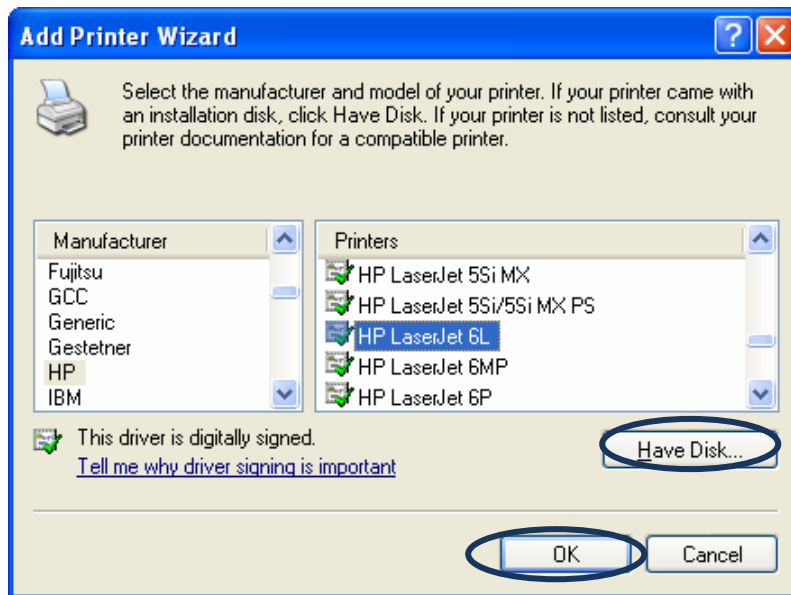 Add Printer Wizard
Select the manufacturer and model of your printer. If your printer came with
an installation disk, click Have Disk. If your printer is not listed, consult your
printer documentation for a compatible printer.
Manufacturer
Fujitsu
GCC
Generic
Gestetner
HP
IBM
Printers
HP LaserJet 5Si MX
HP LaserJet 5Si/5Si MX PS
HP LaserJet 6L
HP LaserJet 6MP
HP LaserJet 6P
This driver is digitally signed.
Tell me why driver signing is important
Have Disk...
OK
Cancel